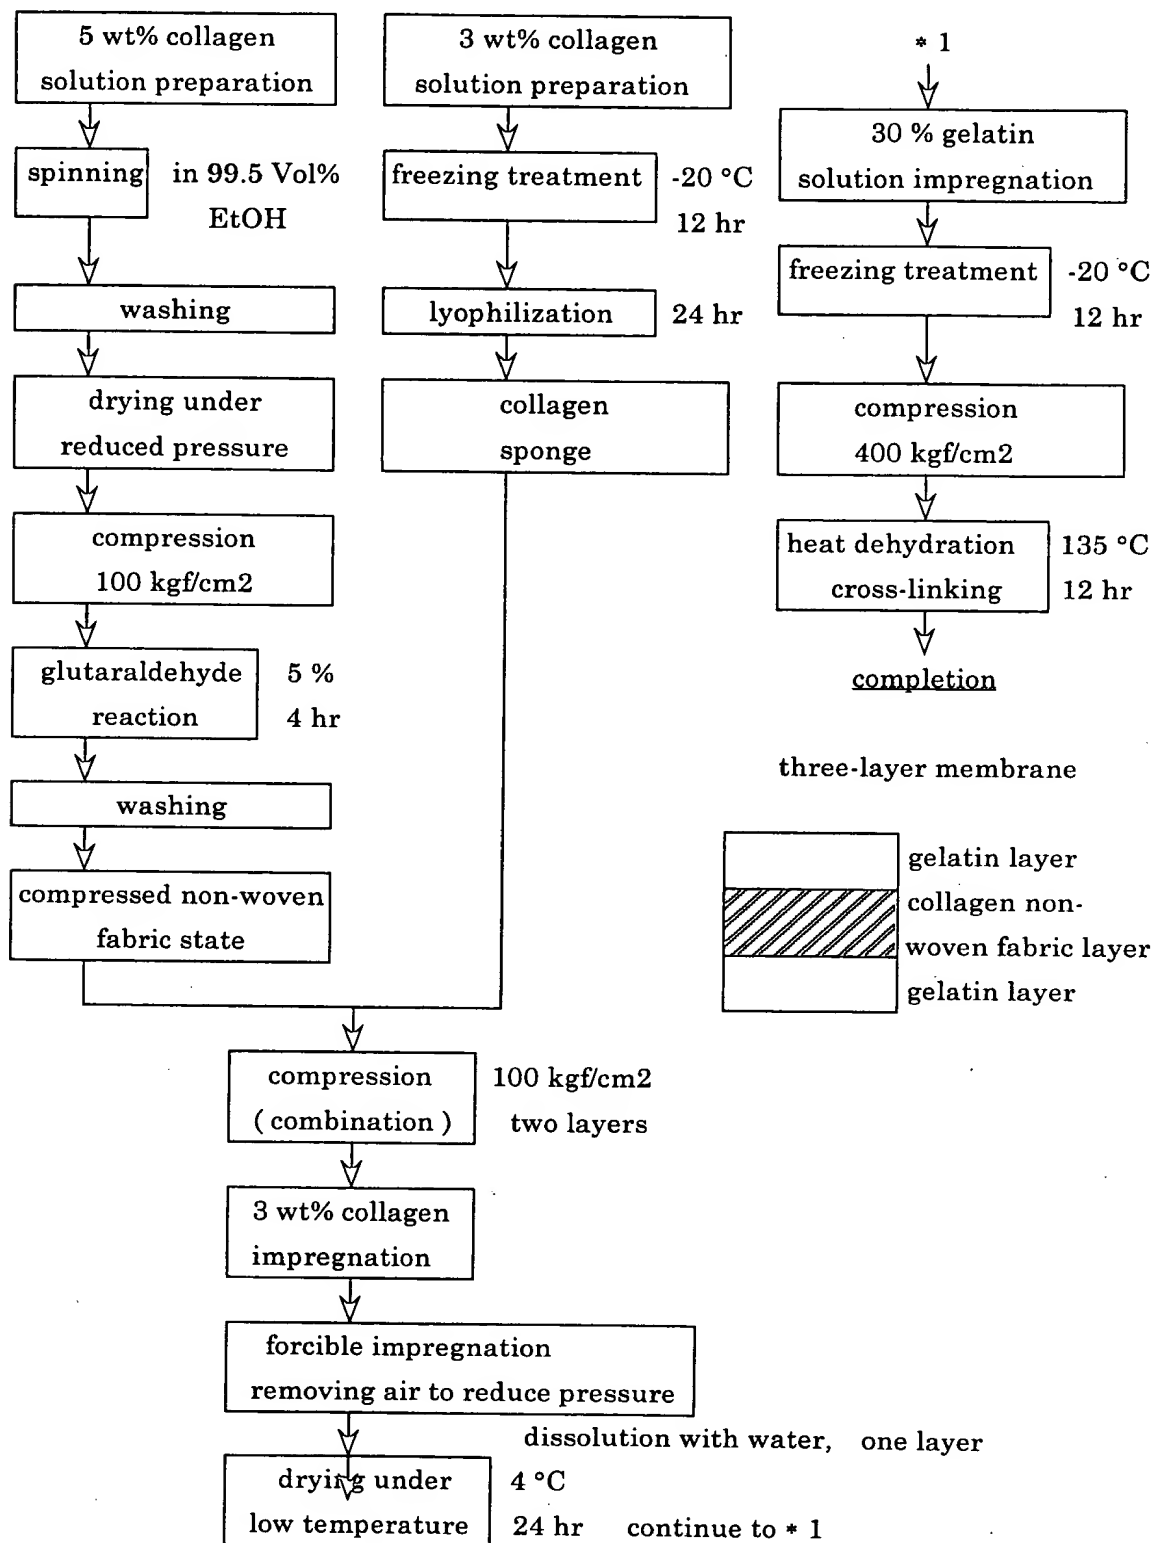 5 wt% collagen
solution preparation
spinning
in 99.5 Vol%
EtOH
washing
drying under
reduced pressure
compression
100 kgf/cm2
glutaraldehyde
reaction
5 %
4 hr
washing
compressed non-woven
fabric state
3 wt% collagen
solution preparation
freezing treatment
-20 °C
12 hr
lyophilization
24 hr
collagen
sponge
compression
( combination )
100 kgf/cm2
two layers
3 wt% collagen
impregnation
forcible impregnation
removing air to reduce pressure
dissolution with water, one layer
drying under
low temperature
4 °C
24 hr
continue to * 1
* 1
30 % gelatin
solution impregnation
freezing treatment
-20 °C
12 hr
compression
400 kgf/cm2
heat dehydration
cross-linking
135 °C
12 hr
completion
three-layer membrane
gelatin layer
collagen non-
woven fabric layer
gelatin layer